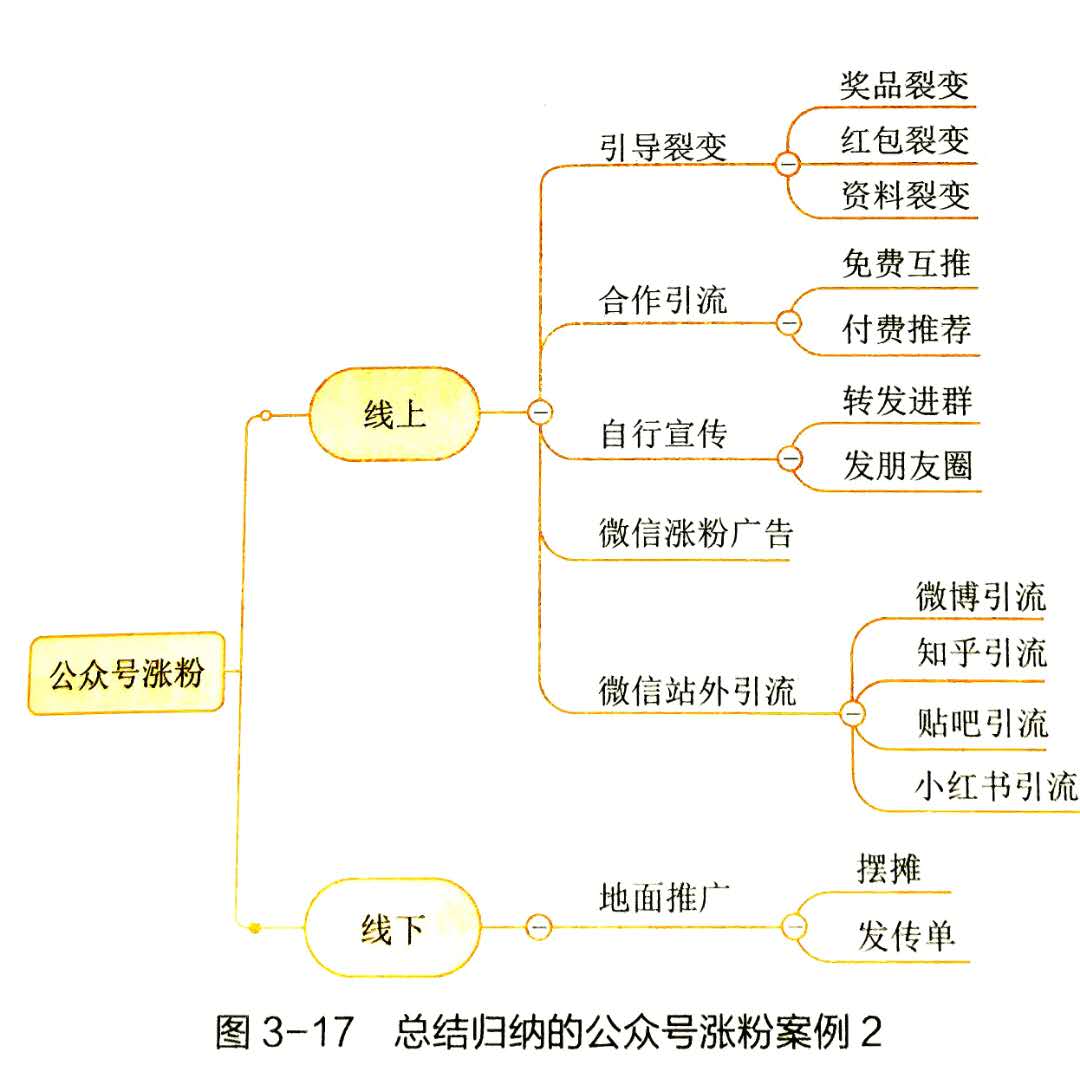 公众号涨粉
线上
引导裂变
奖品裂变
红包裂变
资料裂变
合作引流
免费互推
付费推荐
自行宣传
转发进群
发朋友圈
微信涨粉广告
微信站外引流
微博引流
知乎引流
贴吧引流
小红书引流
线下
地面推广
摆摊
发传单
图3-17 总结归纳的公众号涨粉案例2